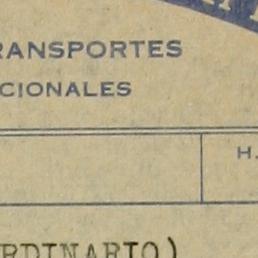 RANSPORTES
CIONALES
H.
RDINARIO)